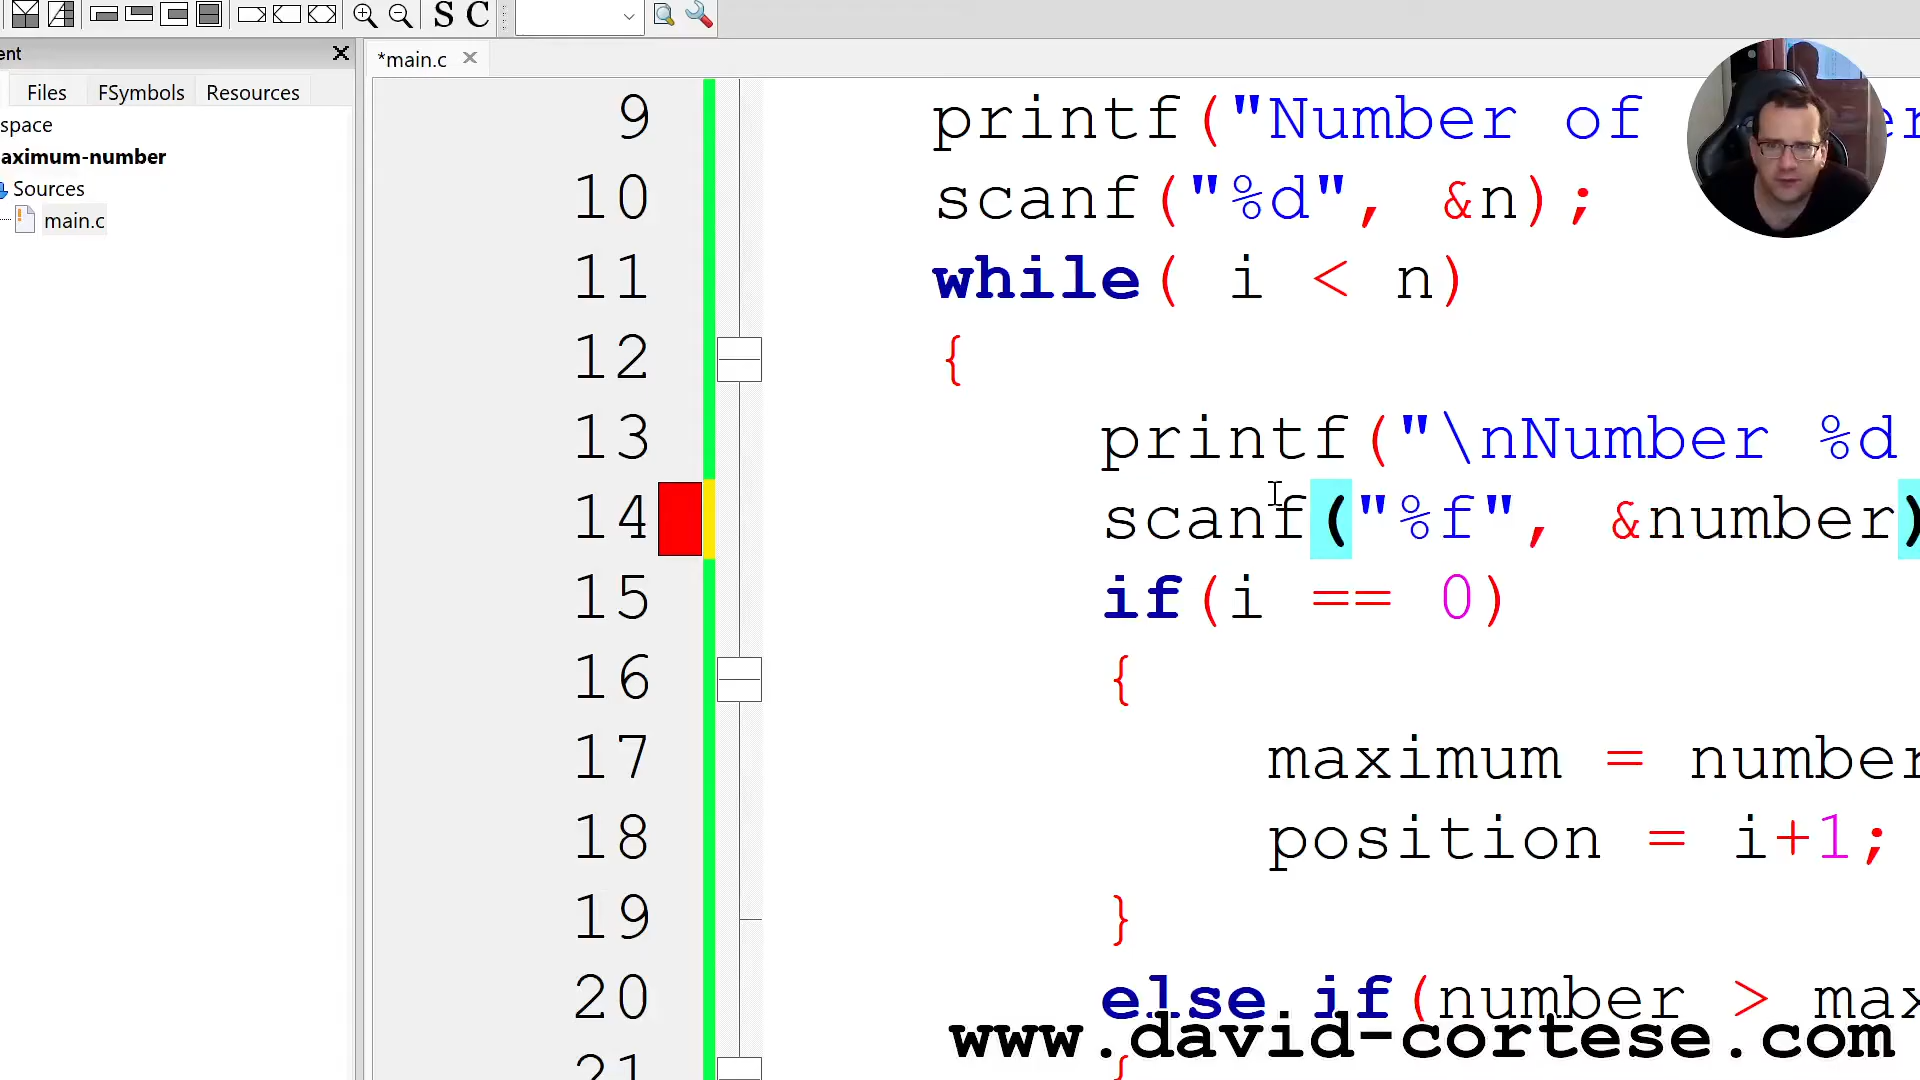 S C
ent
*main.c
Files FSymbols Resources
space
aximum-number
Sources
main.c
9 printf("Number of
10 scanf("%d", &n);
11 while( i < n)
12 {
13 printf("\nNumber %d
14 scanf("%f", &number)
15 if(i == 0)
16 {
17 maximum = number
18 position = i+1;
19 }
20 else if(number > max
21 {
www.david-cortese.com